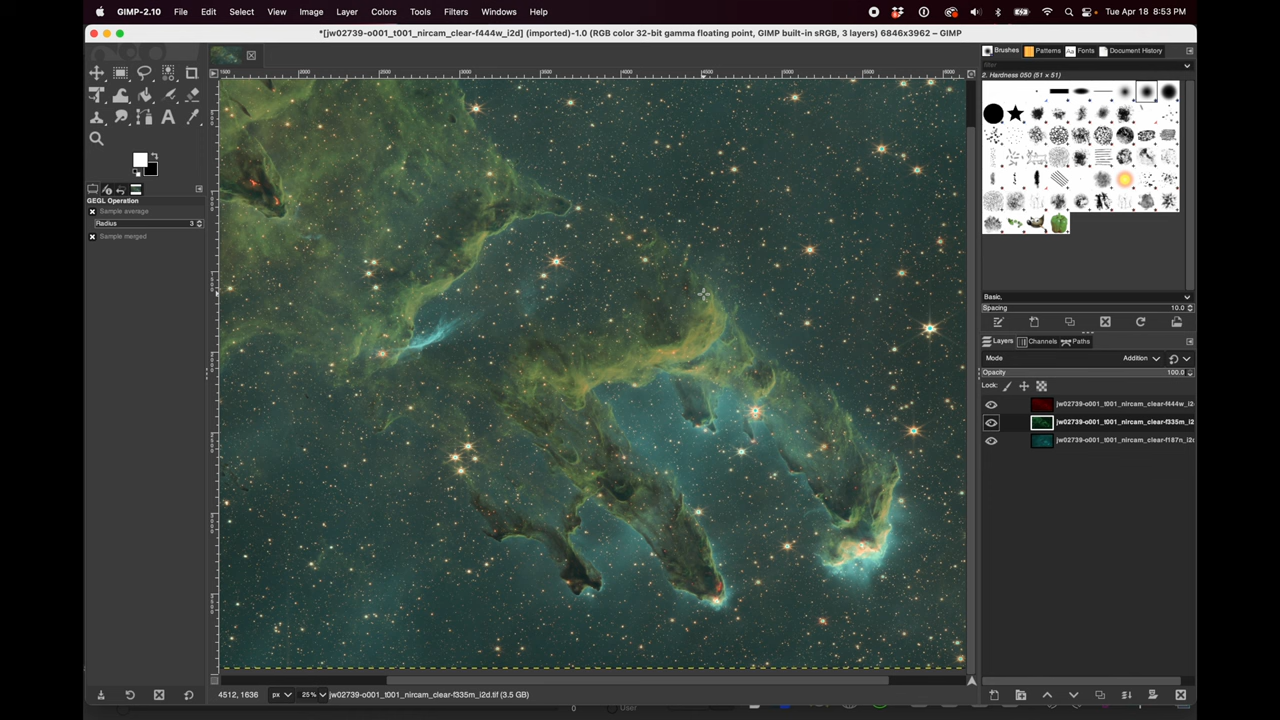 GIMP-2.10 File Edit Select View Image Layer Colors Tools Filters Windows Help Tue Apr 18 8:53 PM
*[jw02739-o001_t001_nircam_clear-f444w_i2d] (imported)-1.0 (RGB color 32-bit gamma floating point, GIMP built-in sRGB, 3 layers) 6846x3962 – GIMP
Brushes Patterns Aa Fonts Document History
filter
2. Hardness 050 (51 × 51)
GEGL Operation
Sample average
Radius 3
Sample merged
Basic,
Spacing 10.0
Layers Channels Paths
Mode Addition
Opacity 100.0
Lock:
jw02739-o001_t001_nircam_clear-f444w_i2
jw02739-o001_t001_nircam_clear-f335m_i2
jw02739-o001_t001_nircam_clear-f187n_i2
4512, 1636 px 25% jw02739-o001_t001_nircam_clear-f335m_i2d.tif (3.5 GB)
0 User